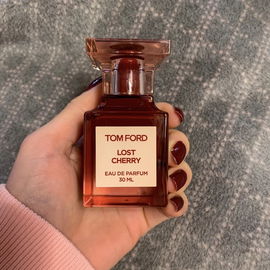 TOM FORD
LOST
CHERRY
EAU DE PARFUM
30 ML